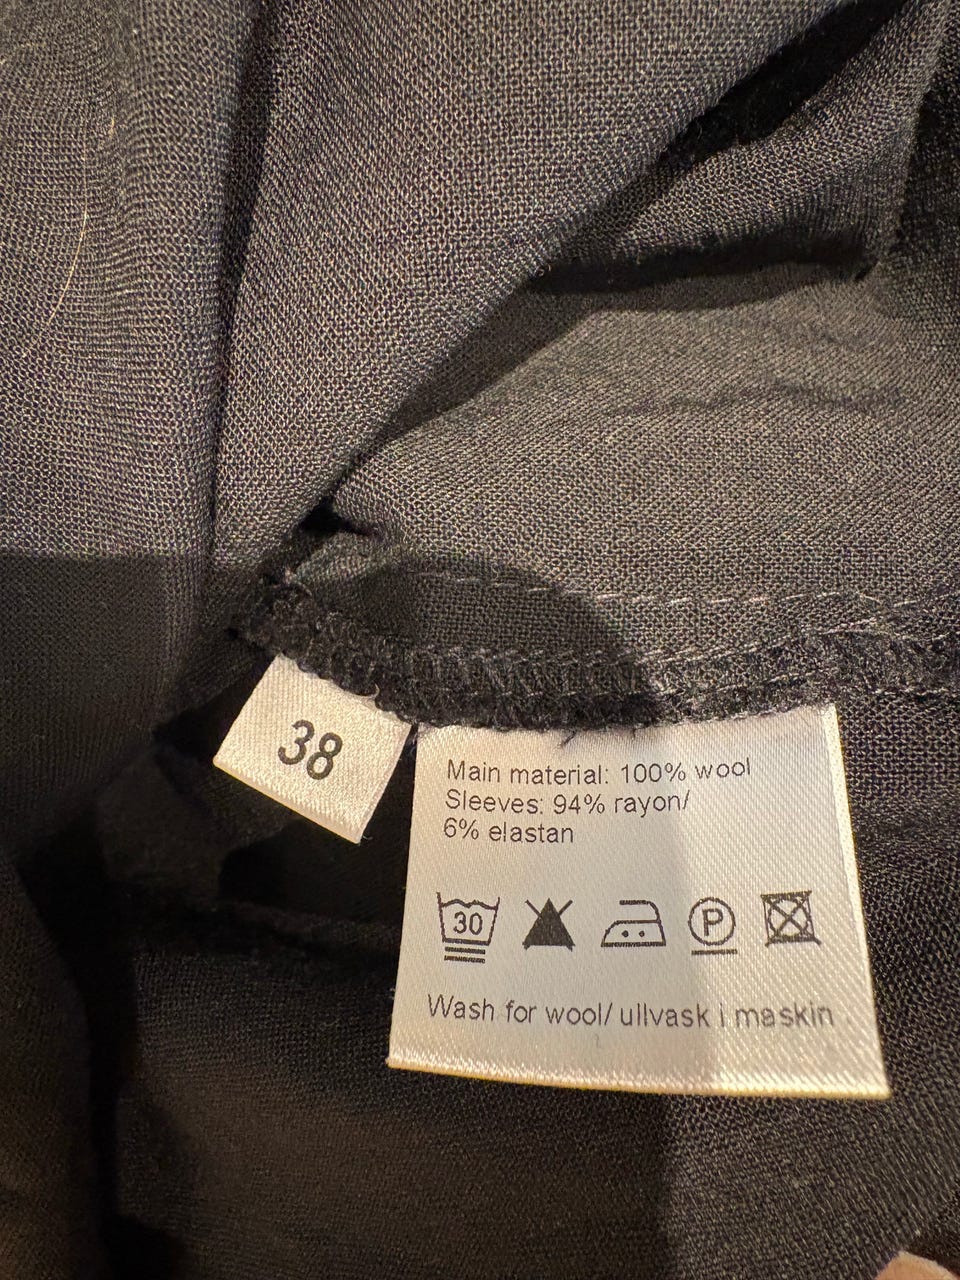 38
Main material: 100% wool
Sleeves: 94% rayon/
6% elastan
30
P
Wash for wool/ ullvask i maskin